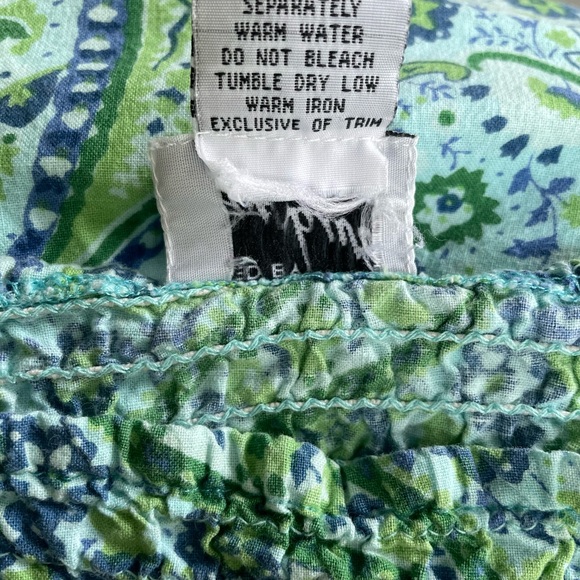 SEPARATELY
WARM WATER
DO NOT BLEACH
TUMBLE DRY LOW
WARM IRON
EXCLUSIVE OF TRIM